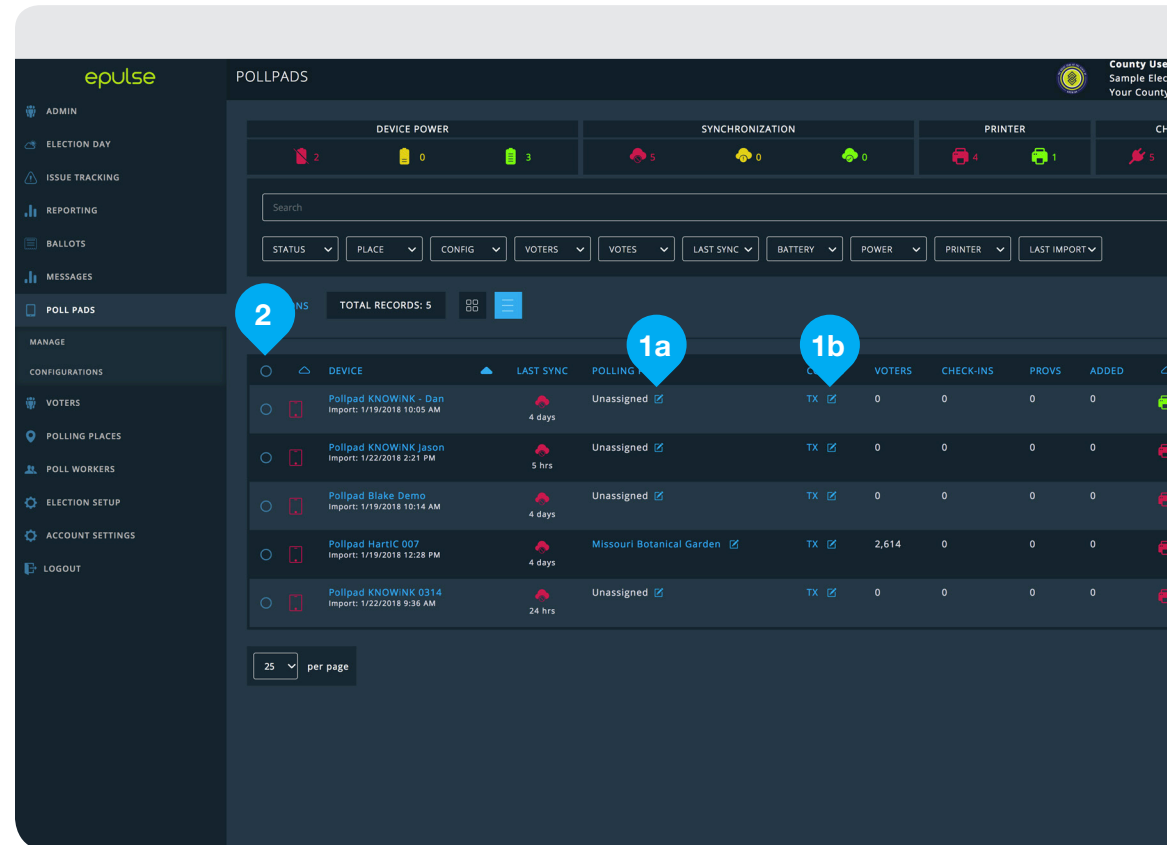 epulse
POLLPADS
County Use
Sample Elec
Your County
ADMIN
ELECTION DAY
ISSUE TRACKING
REPORTING
BALLOTS
MESSAGES
POLL PADS
MANAGE
CONFIGURATIONS
VOTERS
POLLING PLACES
POLL WORKERS
ELECTION SETUP
ACCOUNT SETTINGS
LOGOUT
DEVICE POWER SYNCHRONIZATION PRINTER CH
2 0 3 5 0 0 4 1 5
Search
STATUS PLACE CONFIG VOTERS VOTES LAST SYNC BATTERY POWER PRINTER LAST IMPORT
2 NS TOTAL RECORDS: 5
1a 1b
DEVICE LAST SYNC POLLING VOTERS CHECK-INS PROVS ADDED
Pollpad KNOWiNK - Dan Unassigned TX 0 0 0 0
Import: 1/19/2018 10:05 AM
4 days
Pollpad KNOWiNK Jason Unassigned TX 0 0 0 0
Import: 1/22/2018 2:21 PM
5 hrs
Pollpad Blake Demo Unassigned TX 0 0 0 0
Import: 1/19/2018 10:14 AM
4 days
Pollpad HartIC 007 Missouri Botanical Garden TX 2,614 0 0 0
Import: 1/19/2018 12:28 PM
4 days
Pollpad KNOWiNK 0314 Unassigned TX 0 0 0 0
Import: 1/22/2018 9:36 AM
24 hrs
25 per page